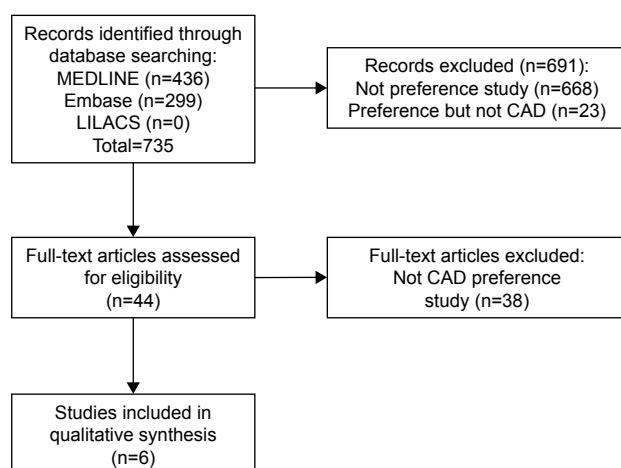 Records identified through
database searching:
MEDLINE (n=436)
Embase (n=299)
LILACS (n=0)
Total=735
Records excluded (n=691):
Not preference study (n=668)
Preference but not CAD (n=23)
Full-text articles assessed
for eligibility
(n=44)
Full-text articles excluded:
Not CAD preference
study (n=38)
Studies included in
qualitative synthesis
(n=6)